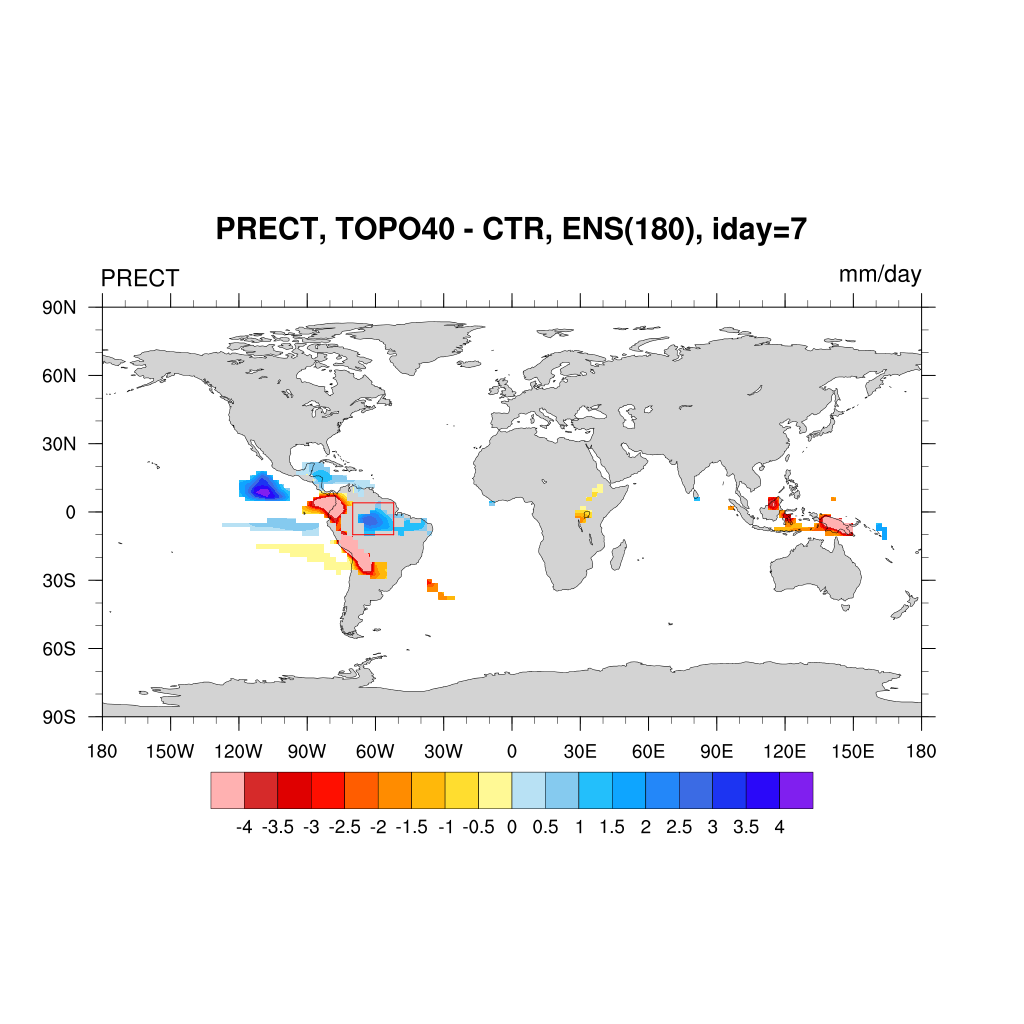 PRECT, TOPO40 - CTR, ENS(180), iday=7
PRECT mm/day
90N
60N
30N
0
30S
60S
90S
180 150W 120W 90W 60W 30W 0 30E 60E 90E 120E 150E 180
-4 -3.5 -3 -2.5 -2 -1.5 -1 -0.5 0 0.5 1 1.5 2 2.5 3 3.5 4